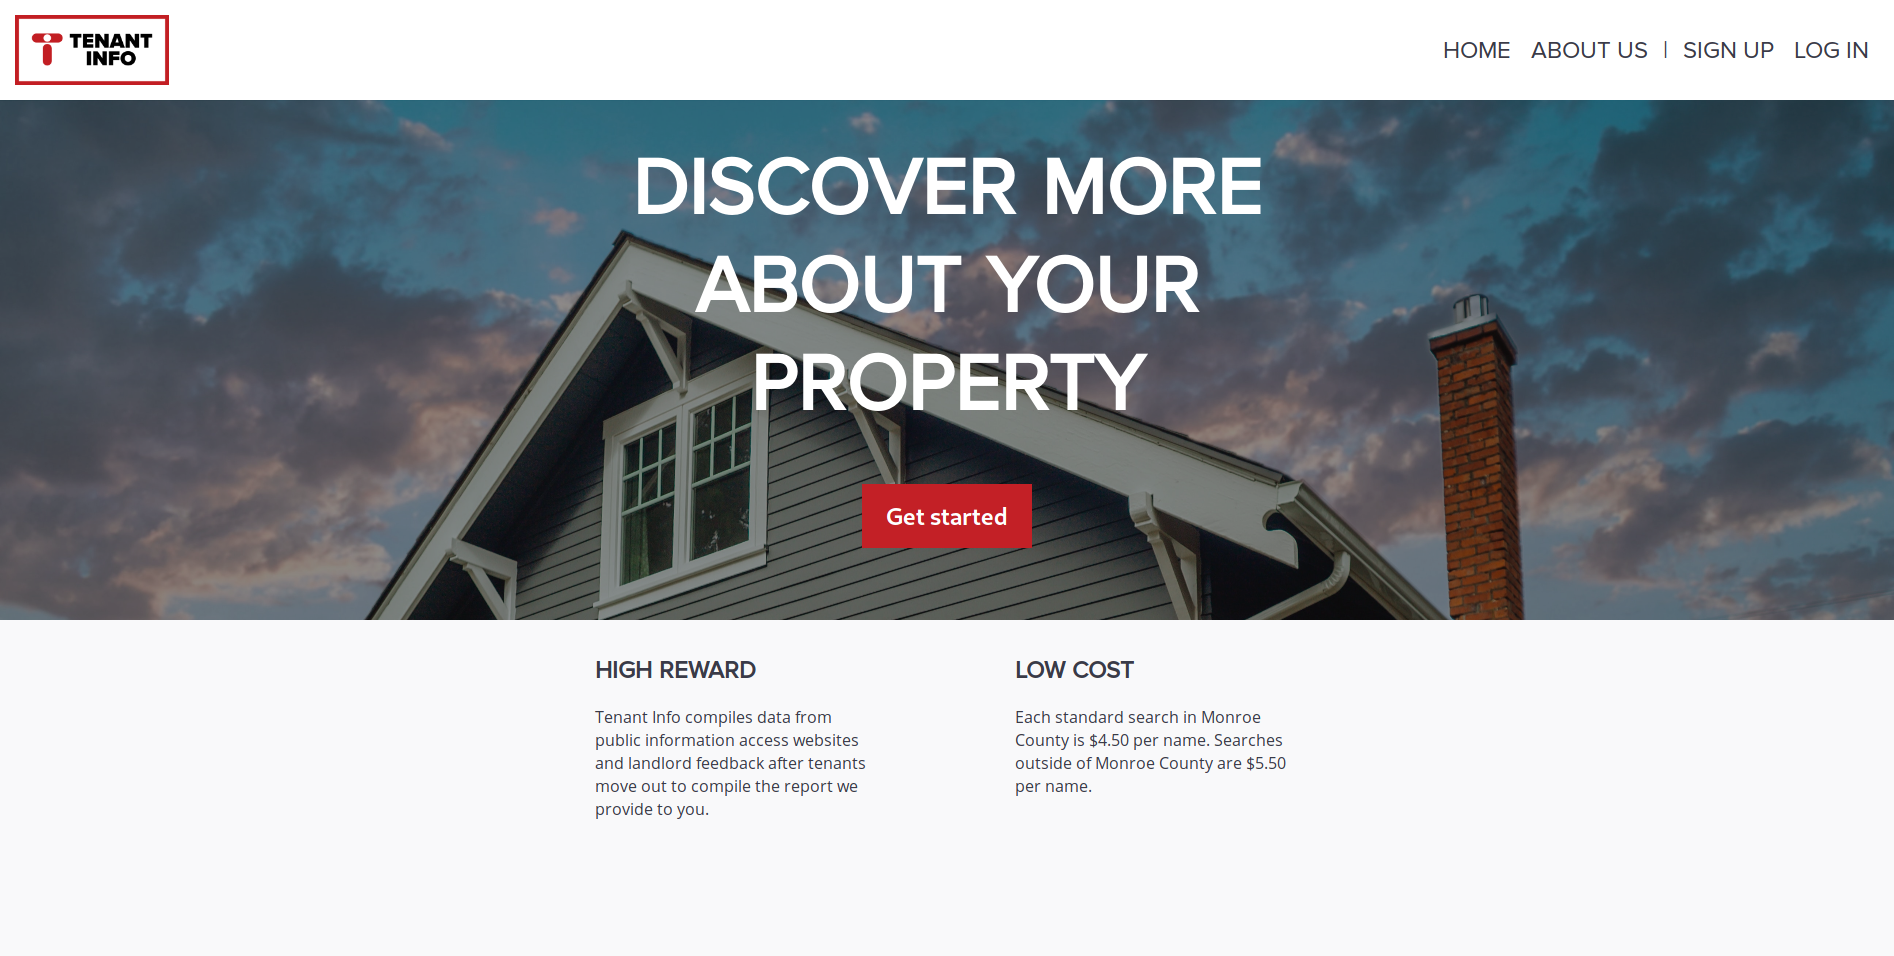 TENANT
INFO
HOME ABOUT US | SIGN UP LOG IN
DISCOVER MORE
ABOUT YOUR
PROPERTY
Get started
HIGH REWARD
Tenant Info compiles data from
public information access websites
and landlord feedback after tenants
move out to compile the report we
provide to you.
LOW COST
Each standard search in Monroe
County is $4.50 per name. Searches
outside of Monroe County are $5.50
per name.